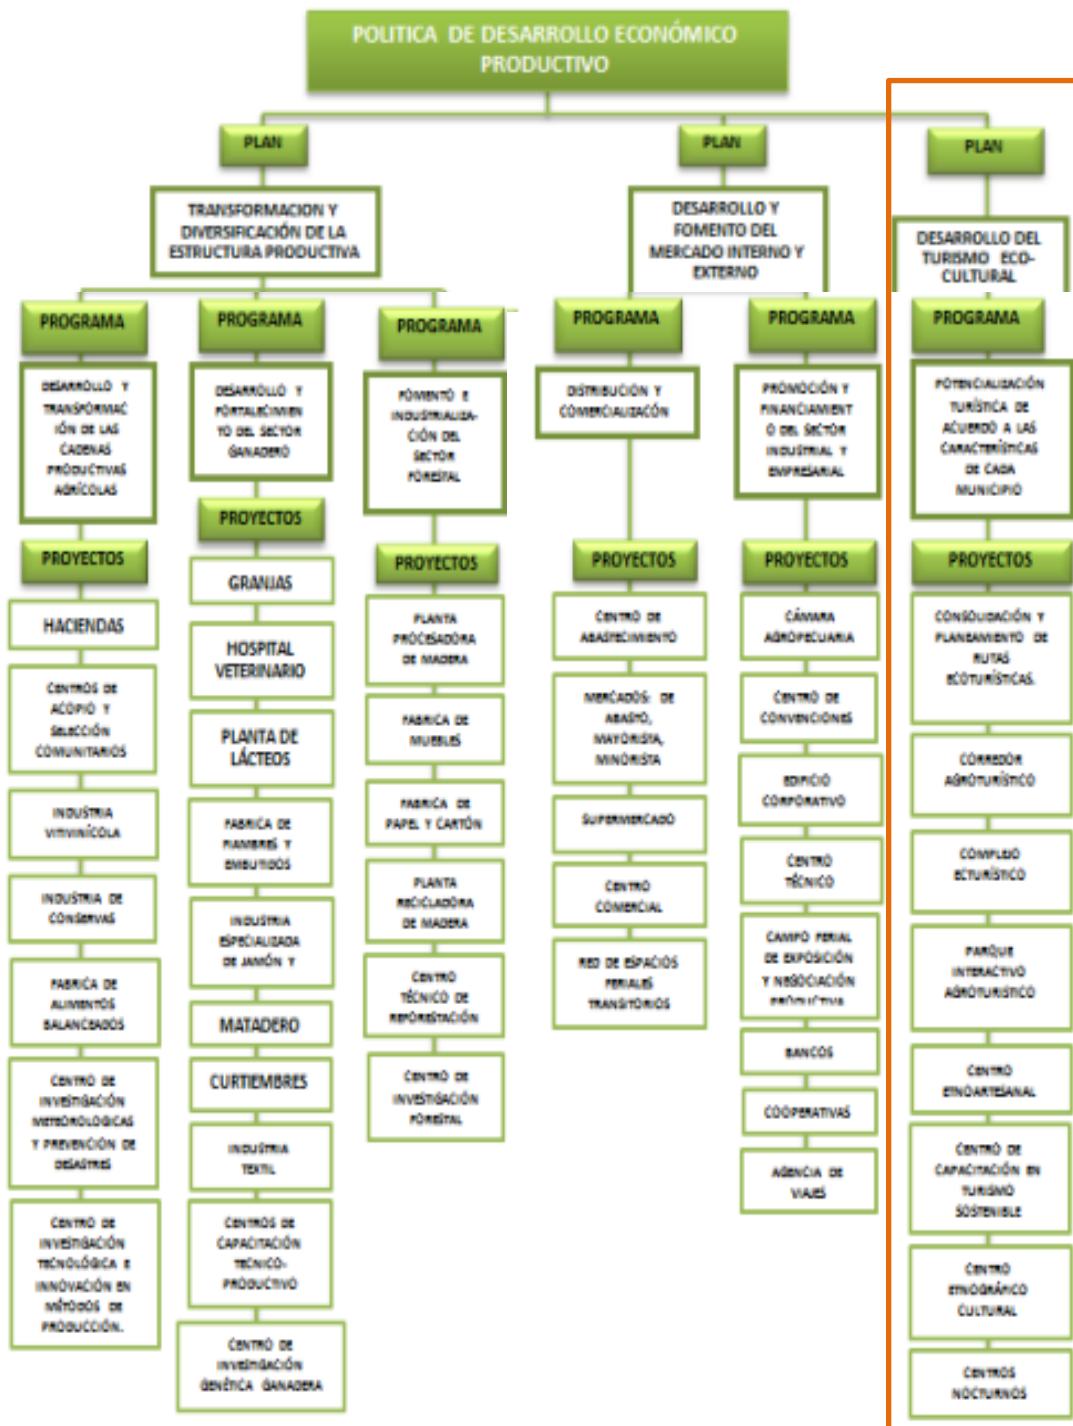 POLITICA DE DESARROLLO ECONÓMICO
PRODUCTIVO
PLAN
TRANSFORMACION Y
DIVERSIFICACIÓN DE LA
ESTRUCTURA PRODUCTIVA
PROGRAMA
DESARROLLO Y
TRANSFORMAC
IÓN DE LAS
CADENAS
PRODUCTIVAS
AGRÍCOLAS
PROYECTOS
HACIENDAS
CENTROS DE
ACOPIO Y
SELECCIÓN
COMUNITARIOS
INDUSTRIA
VITIVINÍCOLA
INDUSTRIA DE
CONSERVAS
FABRICA DE
ALIMENTOS
BALANCEADOS
CENTRO DE
INVESTIGACIÓN
METEOROLOGICAS
Y PREVENCIÓN DE
DESASTRES
CENTRO DE
INVESTIGACIÓN
TECNOLÓGICA E
INNOVACIÓN EN
MÉTODOS DE
PRODUCCIÓN.
PROGRAMA
DESARROLLO Y
FORTALECIMIEN
TO DEL SECTOR
GANADERO
PROYECTOS
GRANJAS
HOSPITAL
VETERINARIO
PLANTA DE
LÁCTEOS
FABRICA DE
FIAMBRES Y
EMBUTIDOS
INDUSTRIA
ESPECIALIZADA
DE JAMÓN Y
MATADERO
CURTIEMBRES
INDUSTRIA
TEXTIL
CENTROS DE
CAPACITACIÓN
TECNICO-
PRODUCTIVO
CENTRO DE
INVESTIGACIÓN
GENÉTICA GANADERA
PROGRAMA
FOMENTO E
INDUSTRIALIZA-
CIÓN DEL
SECTOR
FORESTAL
PROYECTOS
PLANTA
PROCESADORA
DE MADERA
FABRICA DE
MUEBLES
FABRICA DE
PAPEL Y CARTÓN
PLANTA
RECICLADORA
DE MADERA
CENTRO
TÉCNICO DE
REFORESTACIÓN
CENTRO DE
INVESTIGACIÓN
FORESTAL
PLAN
DESARROLLO Y
FOMENTO DEL
MERCADO INTERNO Y
EXTERNO
PROGRAMA
DISTRIBUCION Y
COMERCIALIZACÓN
PROYECTOS
CENTRO DE
ABASTECIMIENTO
MERCADOS: DE
ABASTO,
MAYORISTA,
MINORISTA
SUPERMERCADO
CENTRO
COMERCIAL
RED DE ESPACIOS
FERIALES
TRANSITORIOS
PROGRAMA
PROMOCIÓN Y
FINANCIAMIENT
O DEL SECTOR
INDUSTRIAL Y
EMPRESARIAL
PROYECTOS
CÁMARA
AGROPECUARIA
CENTRO DE
CONVENCIONES
EDIFICIO
CORPORATIVO
CENTRO
TÉCNICO
CAMPO FERIAL
DE EXPOSICIÓN
Y NEGOCIACIÓN
PRODUCTIVA
BANCOS
COOPERATIVAS
AGENCIA DE
VIAJES
PLAN
DESARROLLO DEL
TURISMO ECO-
CULTURAL
PROGRAMA
POTENCIALIZACIÓN
TURÍSTICA DE
ACUERDO A LAS
CARACTERÍSTICAS
DE CADA
MUNICIPIO
PROYECTOS
CONSOLIDACIÓN Y
PLANEAMIENTO DE
RUTAS
ECOTURÍSTICAS.
CORREDOR
AGROTURÍSTICO
COMPLEJO
ECTURÍSTICO
PARQUE
INTERACTIVO
AGROTURISTICO
CENTRO
ETNOARTESANAL
CENTRO DE
CAPACITACIÓN EN
TURISMO
SOSTENIBLE
CENTRO
ETNOGRÁFICO
CULTURAL
CENTROS
NOCTURNOS